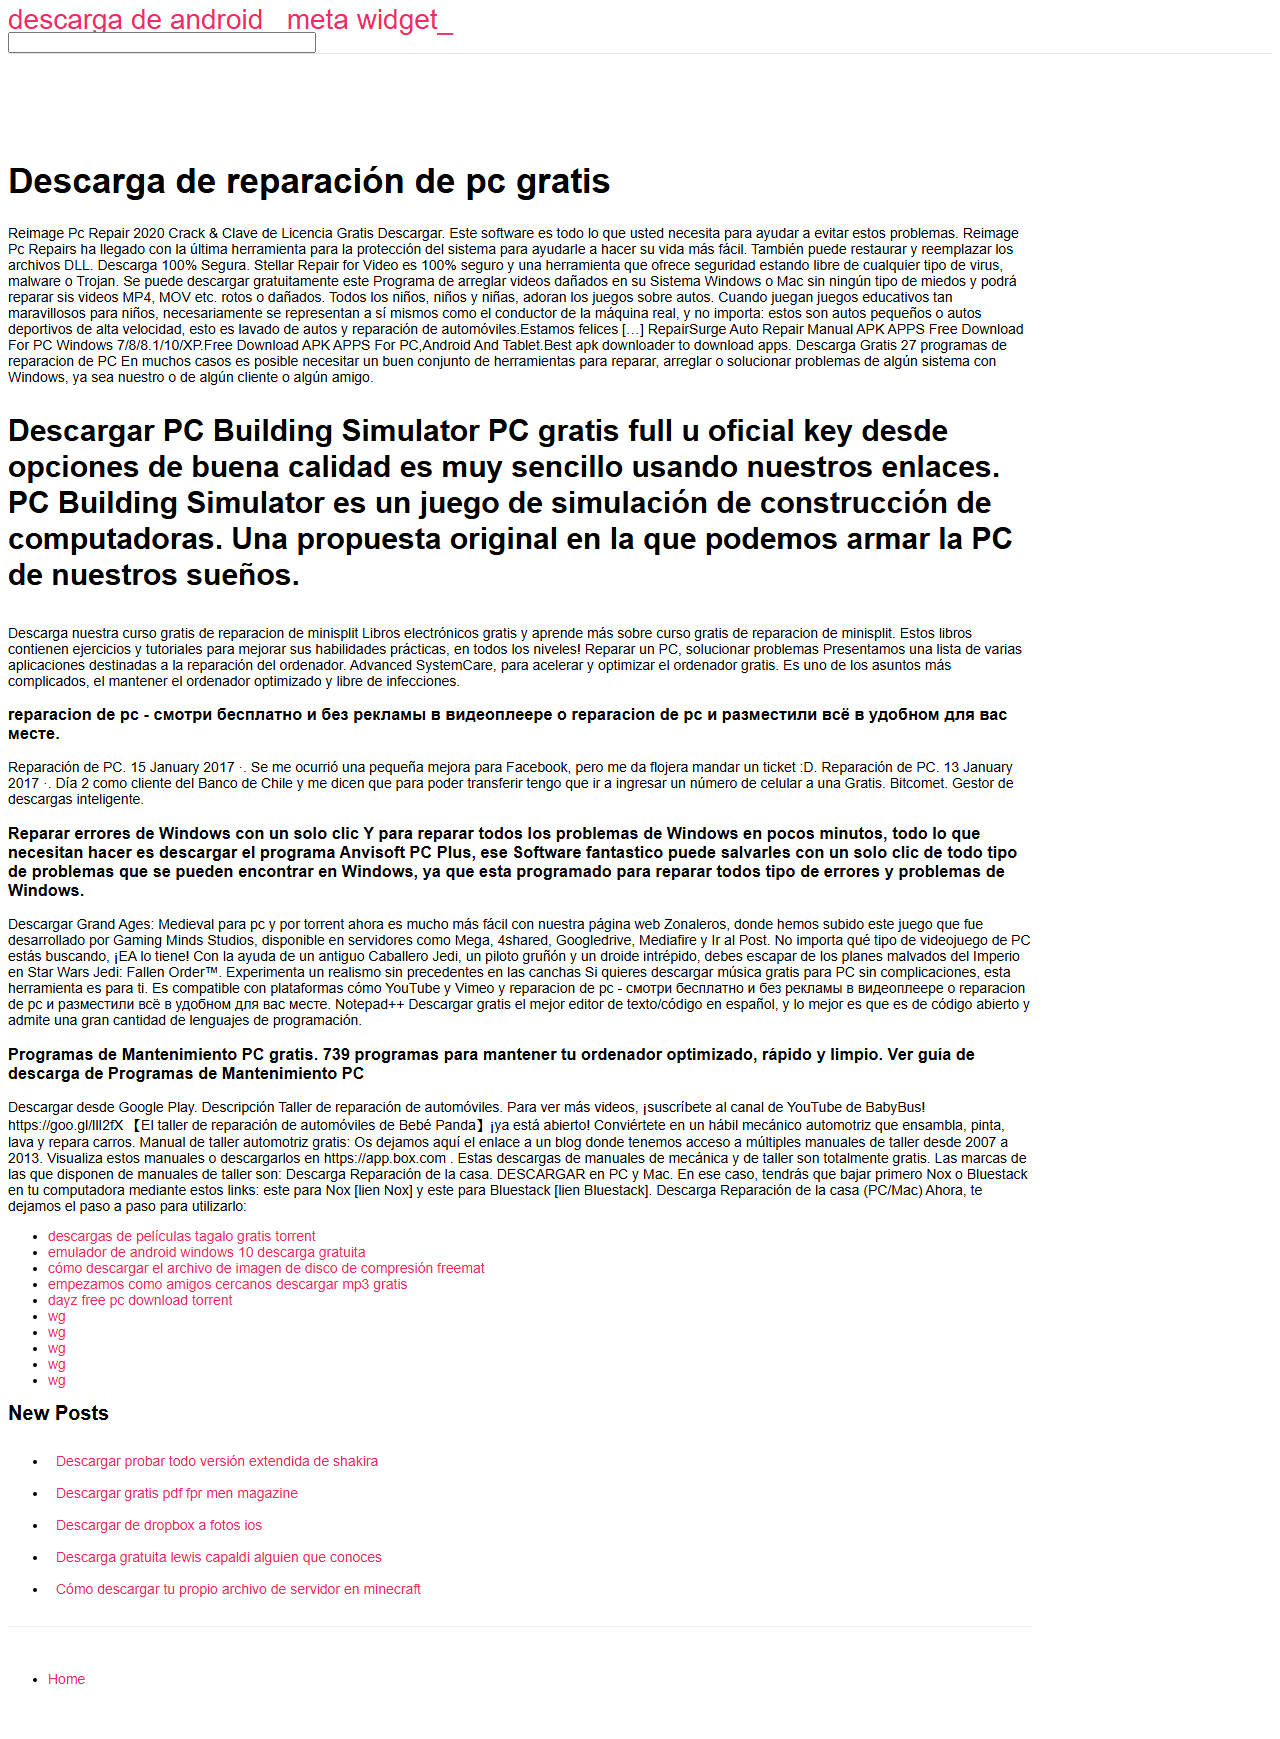 descarga de android_ meta widget_
Descarga de reparación de pc gratis
Reimage Pc Repair 2020 Crack & Clave de Licencia Gratis Descargar. Este software es todo lo que usted necesita para ayudar a evitar estos problemas. Reimage
Pc Repairs ha llegado con la última herramienta para la protección del sistema para ayudarle a hacer su vida más fácil. También puede restaurar y reemplazar los
archivos DLL. Descarga 100% Segura. Stellar Repair for Video es 100% seguro y una herramienta que ofrece seguridad estando libre de cualquier tipo de virus,
malware o Trojan. Se puede descargar gratuitamente este Programa de arreglar videos dañados en su Sistema Windows o Mac sin ningún tipo de miedos y podrá
reparar sis videos MP4, MOV etc. rotos o dañados. Todos los niños, niños y niñas, adoran los juegos sobre autos. Cuando juegan juegos educativos tan
maravillosos para niños, necesariamente se representan a sí mismos como el conductor de la máquina real, y no importa: estos son autos pequeños o autos
deportivos de alta velocidad, esto es lavado de autos y reparación de automóviles.Estamos felices […] RepairSurge Auto Repair Manual APK APPS Free Download
For PC Windows 7/8/8.1/10/XP.Free Download APK APPS For PC,Android And Tablet.Best apk downloader to download apps. Descarga Gratis 27 programas de
reparacion de PC En muchos casos es posible necesitar un buen conjunto de herramientas para reparar, arreglar o solucionar problemas de algún sistema con
Windows, ya sea nuestro o de algún cliente o algún amigo.
Descargar PC Building Simulator PC gratis full u oficial key desde
opciones de buena calidad es muy sencillo usando nuestros enlaces.
PC Building Simulator es un juego de simulación de construcción de
computadoras. Una propuesta original en la que podemos armar la PC
de nuestros sueños.
Descarga nuestra curso gratis de reparacion de minisplit Libros electrónicos gratis y aprende más sobre curso gratis de reparacion de minisplit. Estos libros
contienen ejercicios y tutoriales para mejorar sus habilidades prácticas, en todos los niveles! Reparar un PC, solucionar problemas Presentamos una lista de varias
aplicaciones destinadas a la reparación del ordenador. Advanced SystemCare, para acelerar y optimizar el ordenador gratis. Es uno de los asuntos más
complicados, el mantener el ordenador optimizado y libre de infecciones.
reparacion de pc - смотри бесплатно и без рекламы в видеоплеере о reparacion de pc и разместили всё в удобном для вас
месте.
Reparación de PC. 15 January 2017 ·. Se me ocurrió una pequeña mejora para Facebook, pero me da flojera mandar un ticket :D. Reparación de PC. 13 January
2017 ·. Día 2 como cliente del Banco de Chile y me dicen que para poder transferir tengo que ir a ingresar un número de celular a una Gratis. Bitcomet. Gestor de
descargas inteligente.
Reparar errores de Windows con un solo clic Y para reparar todos los problemas de Windows en pocos minutos, todo lo que
necesitan hacer es descargar el programa Anvisoft PC Plus, ese Software fantastico puede salvarles con un solo clic de todo tipo
de problemas que se pueden encontrar en Windows, ya que esta programado para reparar todos tipo de errores y problemas de
Windows.
Descargar Grand Ages: Medieval para pc y por torrent ahora es mucho más fácil con nuestra página web Zonaleros, donde hemos subido este juego que fue
desarrollado por Gaming Minds Studios, disponible en servidores como Mega, 4shared, Googledrive, Mediafire y Ir al Post. No importa qué tipo de videojuego de PC
estás buscando, ¡EA lo tiene! Con la ayuda de un antiguo Caballero Jedi, un piloto gruñón y un droide intrépido, debes escapar de los planes malvados del Imperio
en Star Wars Jedi: Fallen Order™. Experimenta un realismo sin precedentes en las canchas Si quieres descargar música gratis para PC sin complicaciones, esta
herramienta es para ti. Es compatible con plataformas cómo YouTube y Vimeo y reparacion de pc - смотри бесплатно и без рекламы в видеоплеере о reparacion
de pc и разместили всё в удобном для вас месте. Notepad++ Descargar gratis el mejor editor de texto/código en español, y lo mejor es que es de código abierto y
admite una gran cantidad de lenguajes de programación.
Programas de Mantenimiento PC gratis. 739 programas para mantener tu ordenador optimizado, rápido y limpio. Ver guía de
descarga de Programas de Mantenimiento PC
Descargar desde Google Play. Descripción Taller de reparación de automóviles. Para ver más videos, ¡suscríbete al canal de YouTube de BabyBus!
https://goo.gl/lIl2fX 【El taller de reparación de automóviles de Bebé Panda】¡ya está abierto! Conviértete en un hábil mecánico automotriz que ensambla, pinta,
lava y repara carros. Manual de taller automotriz gratis: Os dejamos aquí el enlace a un blog donde tenemos acceso a múltiples manuales de taller desde 2007 a
2013. Visualiza estos manuales o descargarlos en https://app.box.com . Estas descargas de manuales de mecánica y de taller son totalmente gratis. Las marcas de
las que disponen de manuales de taller son: Descarga Reparación de la casa. DESCARGAR en PC y Mac. En ese caso, tendrás que bajar primero Nox o Bluestack
en tu computadora mediante estos links: este para Nox [lien Nox] y este para Bluestack [lien Bluestack]. Descarga Reparación de la casa (PC/Mac) Ahora, te
dejamos el paso a paso para utilizarlo:
descargas de películas tagalo gratis torrent
emulador de android windows 10 descarga gratuita
cómo descargar el archivo de imagen de disco de compresión freemat
empezamos como amigos cercanos descargar mp3 gratis
dayz free pc download torrent
wg
wg
wg
wg
wg
New Posts
Descargar probar todo versión extendida de shakira
Descargar gratis pdf fpr men magazine
Descargar de dropbox a fotos ios
Descarga gratuita lewis capaldi alguien que conoces
Cómo descargar tu propio archivo de servidor en minecraft
Home